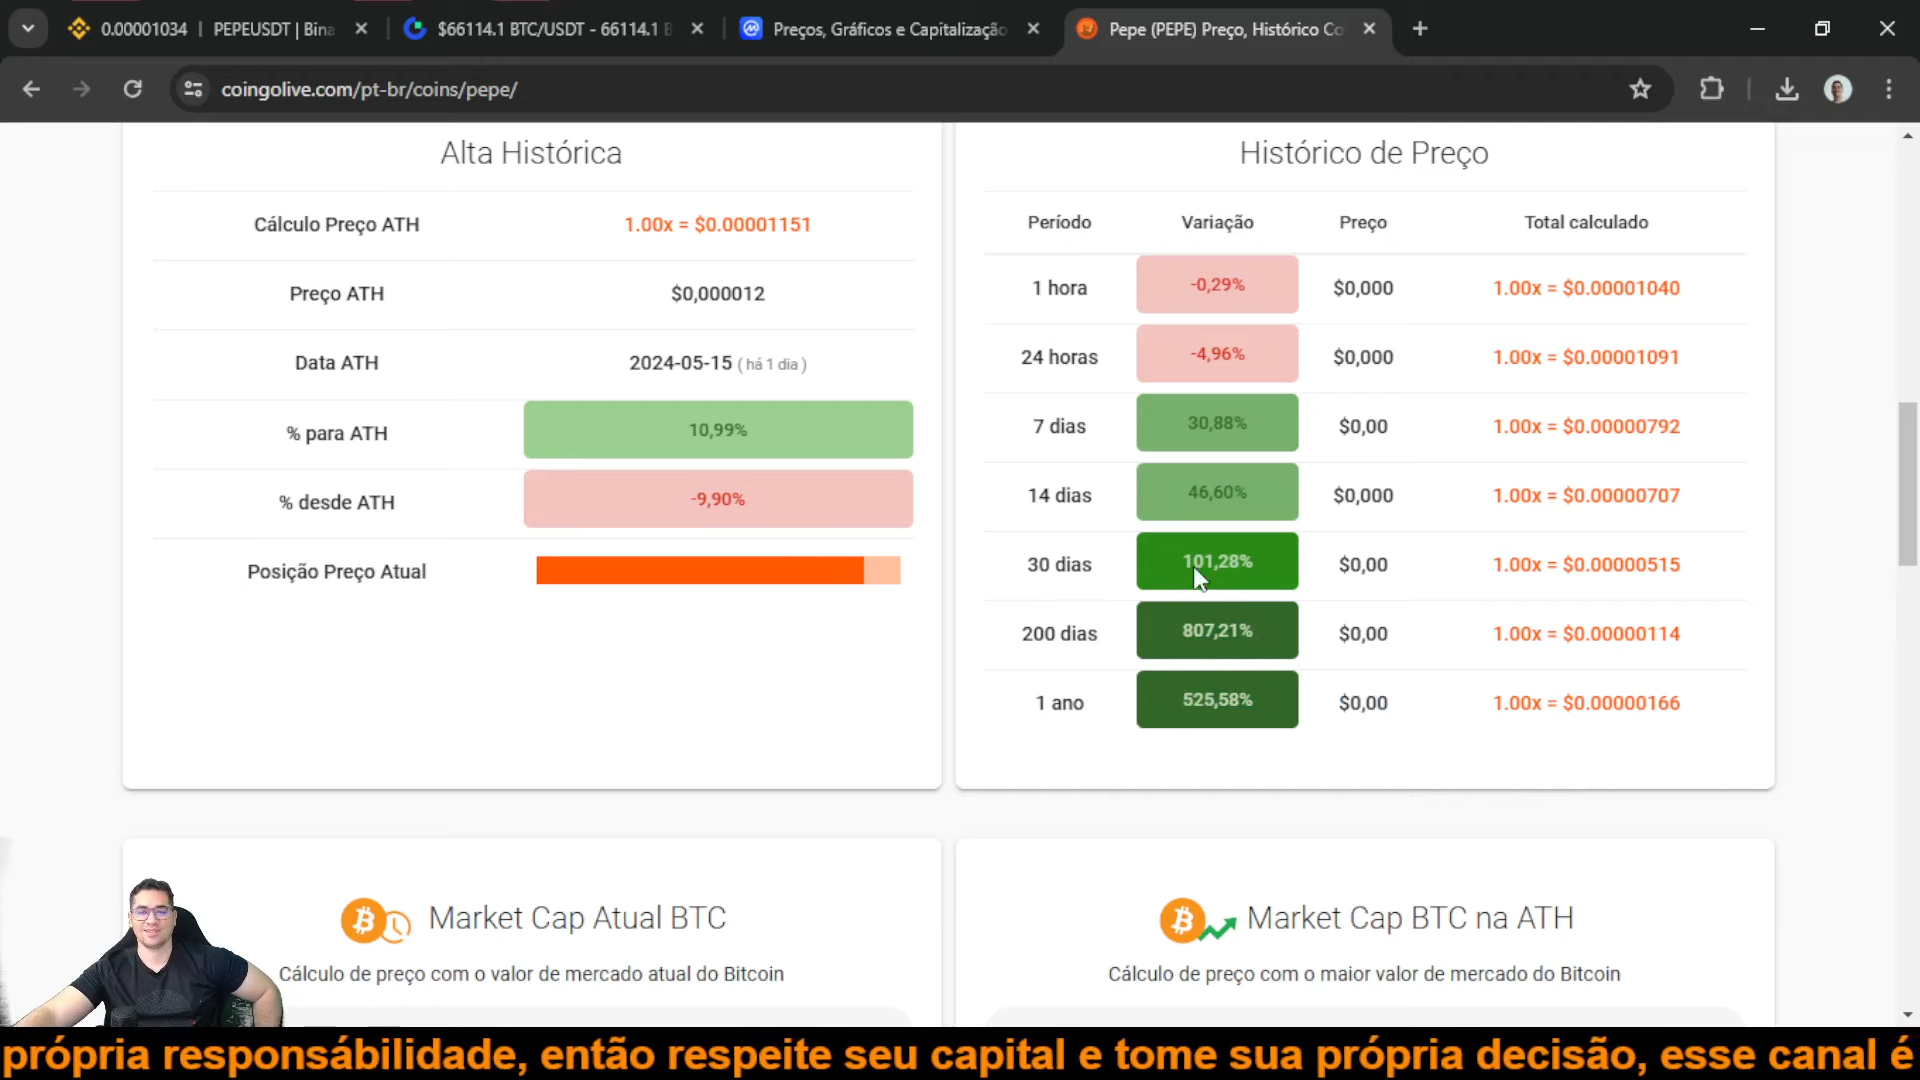 0.00001034 | PEPEUSDT | Bina
$66114.1 BTC/USDT - 66114.1 B
Preços, Gráficos e Capitalização
Pepe (PEPE) Preço, Histórico Co
coingolive.com/pt-br/coins/pepe/
Alta Histórica
Cálculo Preço ATH 1.00x = $0.00001151
Preço ATH $0,000012
Data ATH 2024-05-15 ( há 1 dia )
% para ATH 10,99%
% desde ATH -9,90%
Posição Preço Atual
Histórico de Preço
Período Variação Preço Total calculado
1 hora -0,29% $0,000 1.00x = $0.00001040
24 horas -4,96% $0,000 1.00x = $0.00001091
7 dias 30,88% $0,00 1.00x = $0.00000792
14 dias 46,60% $0,000 1.00x = $0.00000707
30 dias 101,28% $0,00 1.00x = $0.00000515
200 dias 807,21% $0,00 1.00x = $0.00000114
1 ano 525,58% $0,00 1.00x = $0.00000166
Market Cap Atual BTC
Cálculo de preço com o valor de mercado atual do Bitcoin
Market Cap BTC na ATH
Cálculo de preço com o maior valor de mercado do Bitcoin
própria responsábilidade, então respeite seu capital e tome sua própria decisão, esse canal é